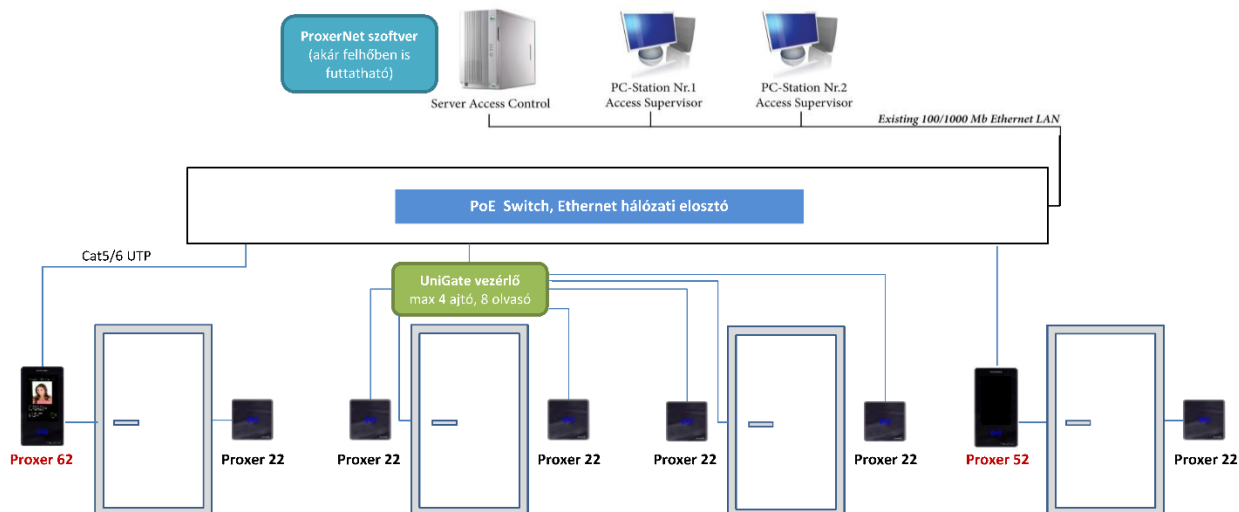 ProxerNet szoftver
(akár felhőben is
futtatható)
Server Access Control
PC-Station Nr.1
Access Supervisor
PC-Station Nr.2
Access Supervisor
Existing 100/1000 Mb Ethernet LAN
PoE Switch, Ethernet hálózati elosztó
Cat5/6 UTP
UniGate vezérlő
max 4 ajtó, 8 olvasó
Proxer 62
Proxer 22
Proxer 22
Proxer 22
Proxer 22
Proxer 22
Proxer 52
Proxer 22